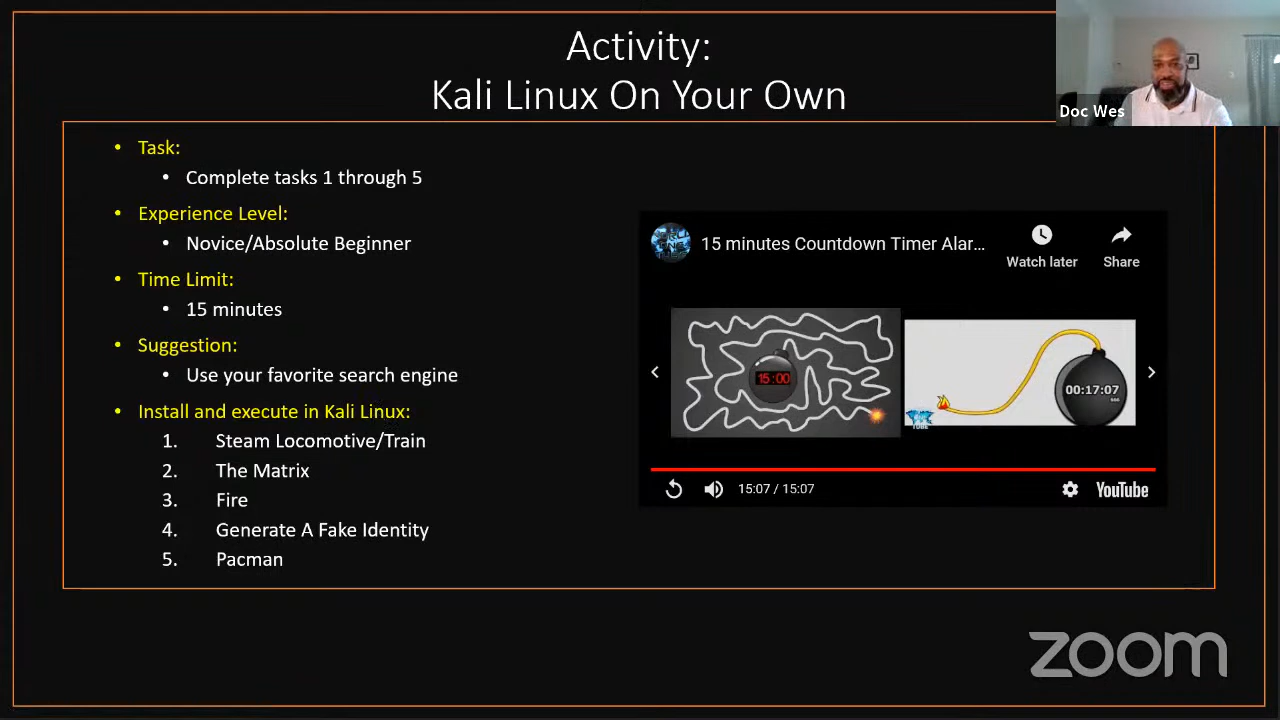 Activity:
Kali Linux On Your Own
Doc Wes
• Task:
• Complete tasks 1 through 5
• Experience Level:
• Novice/Absolute Beginner
• Time Limit:
• 15 minutes
• Suggestion:
• Use your favorite search engine
• Install and execute in Kali Linux:
1. Steam Locomotive/Train
2. The Matrix
3. Fire
4. Generate A Fake Identity
5. Pacman
15 minutes Countdown Timer Alar...
Watch later
Share
15:00
00:17:07
TUBE
15:07 / 15:07
YouTube
zoom